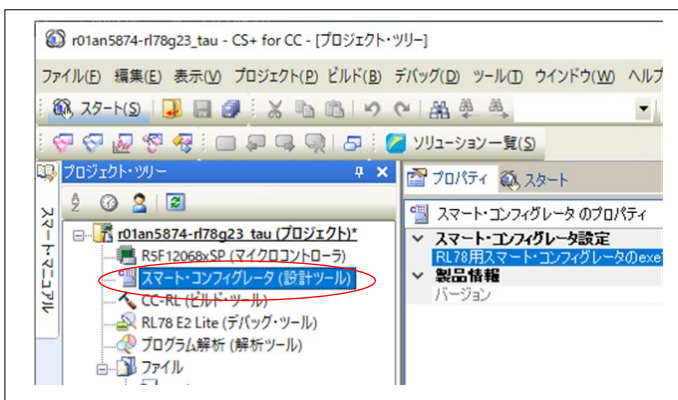 r01an5874-rl78g23_tau - CS+ for CC - [プロジェクト・ツリー]
ファイル(F) 編集(E) 表示(V) プロジェクト(P) ビルド(B) デバッグ(D) ツール(T) ウインドウ(W) ヘルプ
スタート(S)
ソリューション一覧(S)
プロジェクト・ツリー
プロパティ スタート
スマート・マニュアル
スマート・コンフィグレータ のプロパティ
r01an5874-rl78g23_tau (プロジェクト)*
R5F12068xSP (マイクロコントローラ)
スマート・コンフィグレータ (設計ツール)
CC-RL (ビルド・ツール)
RL78 E2 Lite (デバッグ・ツール)
プログラム解析 (解析ツール)
ファイル
スマート・コンフィグレータ設定
RL78用スマート・コンフィグレータのexe
製品情報
バージョン